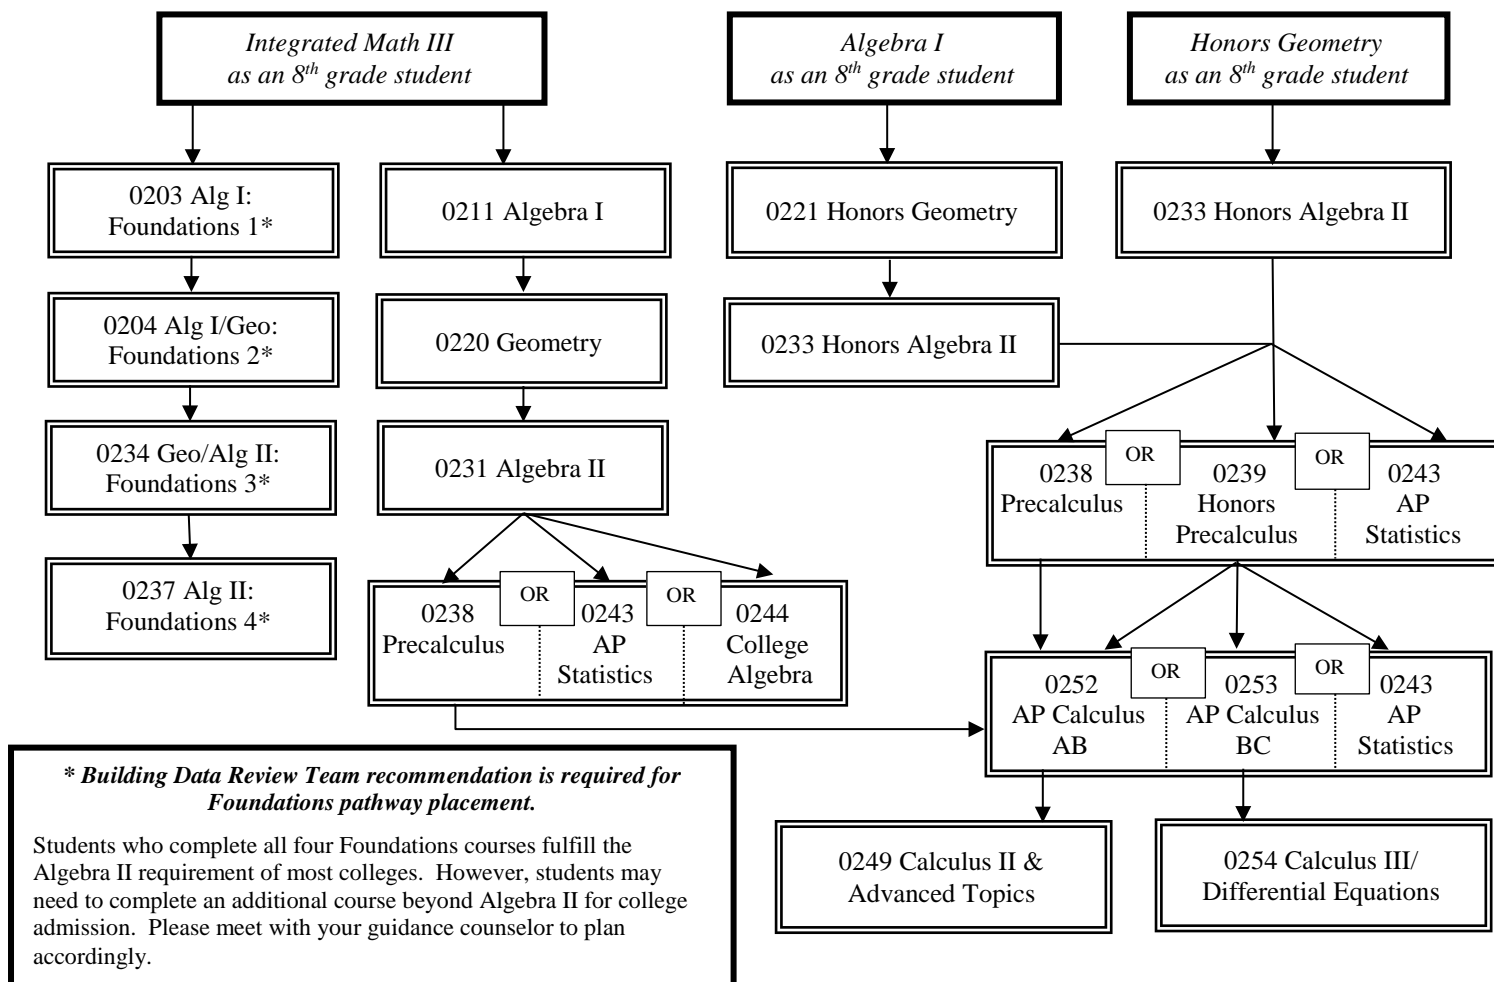 Integrated Math III
as an 8th grade student
Algebra I
as an 8th grade student
Honors Geometry
as an 8th grade student
0203 Alg I:
Foundations 1*
0211 Algebra I
0221 Honors Geometry
0233 Honors Algebra II
0204 Alg I/Geo:
Foundations 2*
0220 Geometry
0233 Honors Algebra II
0234 Geo/Alg II:
Foundations 3*
0231 Algebra II
0238
Precalculus
OR
0239
Honors
Precalculus
OR
0243
AP
Statistics
0237 Alg II:
Foundations 4*
0238
Precalculus
OR
0243
AP
Statistics
OR
0244
College
Algebra
0252
AP Calculus
AB
OR
0253
AP Calculus
BC
OR
0243
AP
Statistics
* Building Data Review Team recommendation is required for
Foundations pathway placement.
Students who complete all four Foundations courses fulfill the
Algebra II requirement of most colleges.  However, students may
need to complete an additional course beyond Algebra II for college
admission.  Please meet with your guidance counselor to plan
accordingly.
0249 Calculus II &
Advanced Topics
0254 Calculus III/
Differential Equations